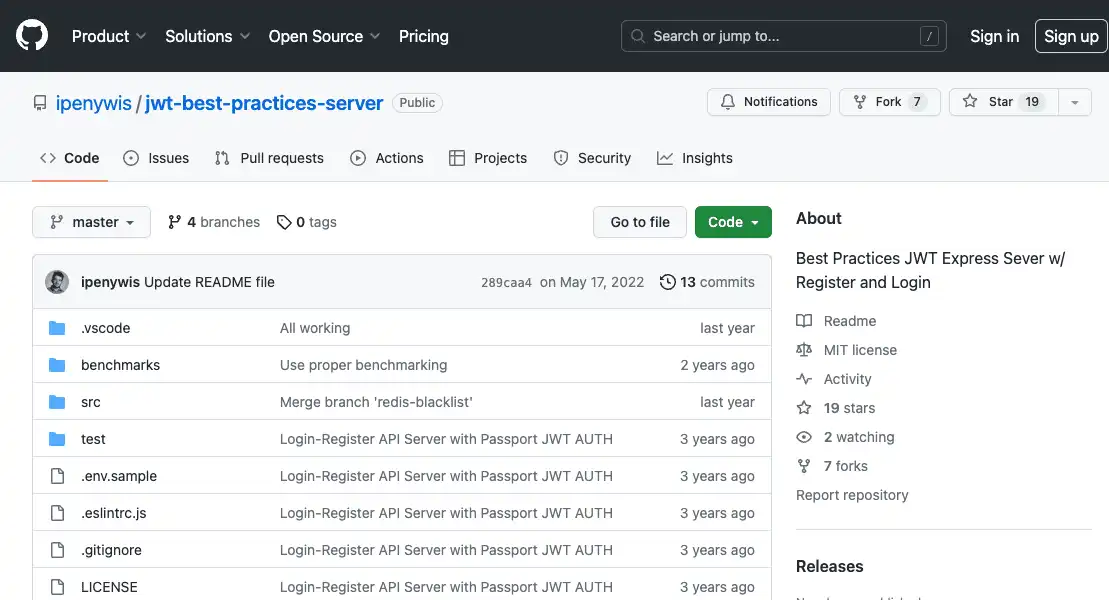 Product Solutions Open Source Pricing Search or jump to... / Sign in Sign up
ipenywis / jwt-best-practices-server Public Notifications Fork 7 Star 19
Code Issues Pull requests Actions Projects Security Insights
master 4 branches 0 tags Go to file Code
ipenywis Update README file 289caa4 on May 17, 2022 13 commits
.vscode All working last year
benchmarks Use proper benchmarking 2 years ago
src Merge branch 'redis-blacklist' last year
test Login-Register API Server with Passport JWT AUTH 3 years ago
.env.sample Login-Register API Server with Passport JWT AUTH 3 years ago
.eslintrc.js Login-Register API Server with Passport JWT AUTH 3 years ago
.gitignore Login-Register API Server with Passport JWT AUTH 3 years ago
LICENSE Login-Register API Server with Passport JWT AUTH 3 years ago
About
Best Practices JWT Express Sever w/
Register and Login
Readme
MIT license
Activity
19 stars
2 watching
7 forks
Report repository
Releases